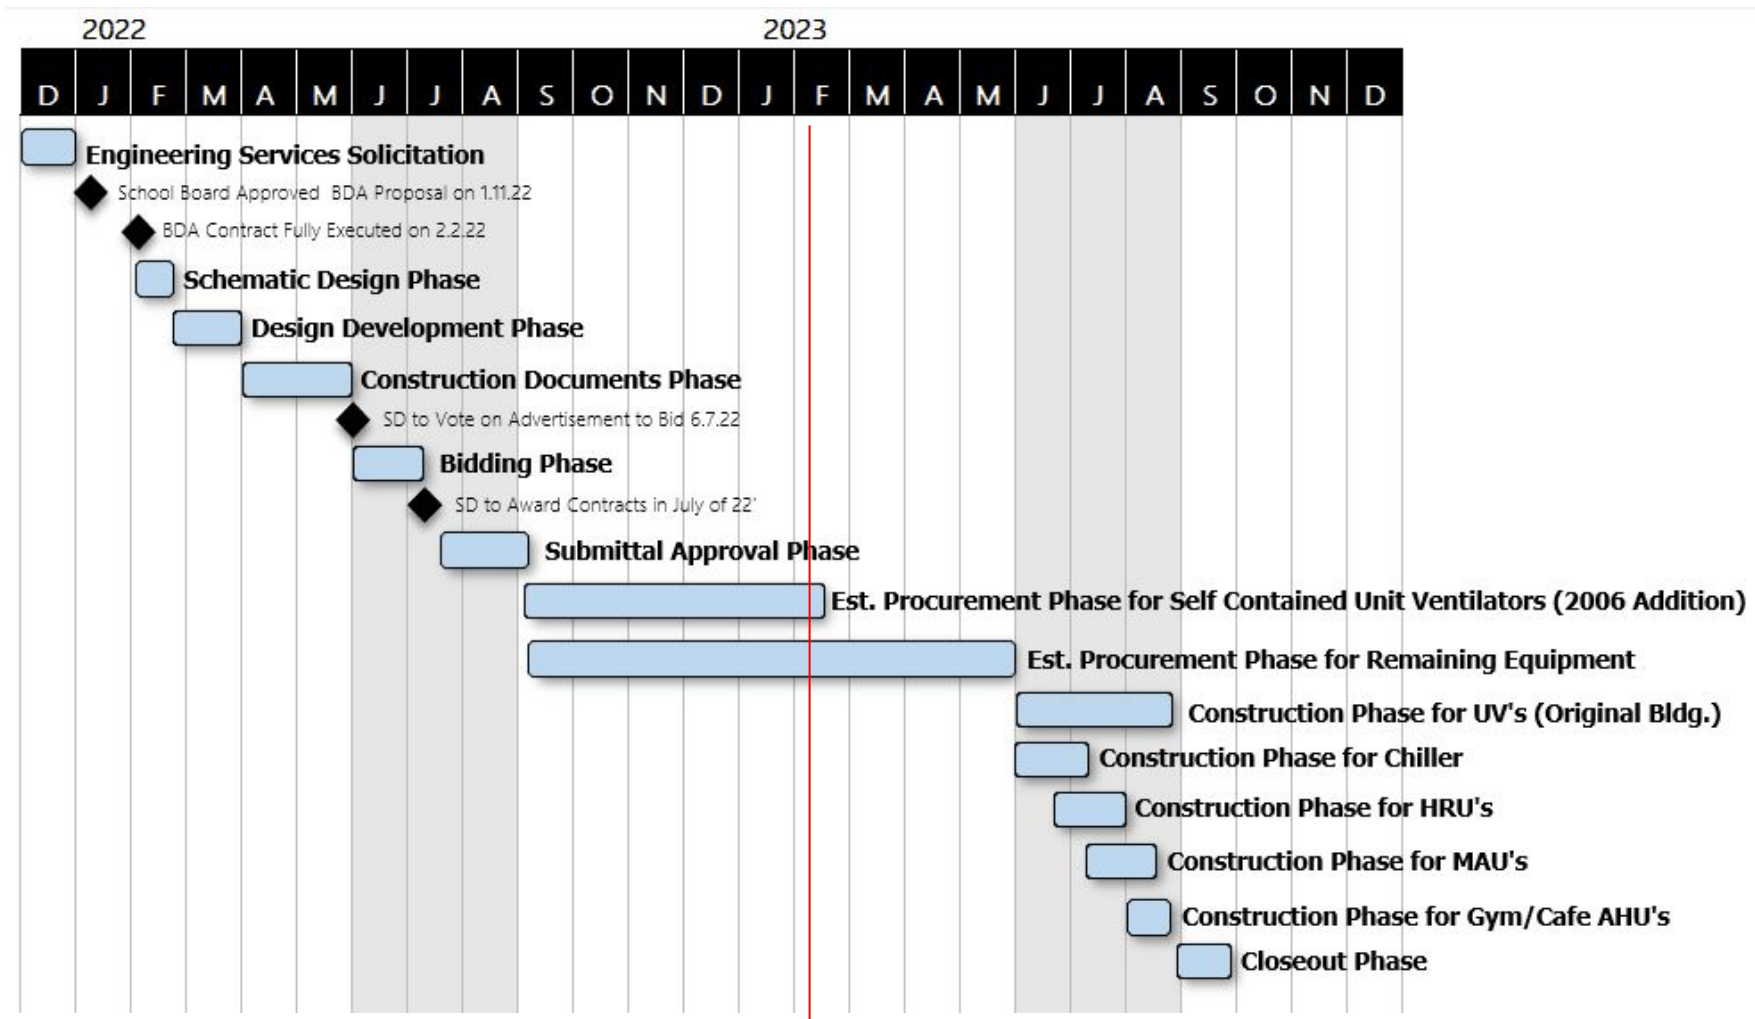 2022 2023
D J F M A M J J A S O N D J F M A M J J A S O N D
Engineering Services Solicitation
School Board Approved BDA Proposal on 1.11.22
BDA Contract Fully Executed on 2.2.22
Schematic Design Phase
Design Development Phase
Construction Documents Phase
SD to Vote on Advertisement to Bid 6.7.22
Bidding Phase
SD to Award Contracts in July of 22'
Submittal Approval Phase
Est. Procurement Phase for Self Contained Unit Ventilators (2006 Addition)
Est. Procurement Phase for Remaining Equipment
Construction Phase for UV's (Original Bldg.)
Construction Phase for Chiller
Construction Phase for HRU's
Construction Phase for MAU's
Construction Phase for Gym/Cafe AHU's
Closeout Phase